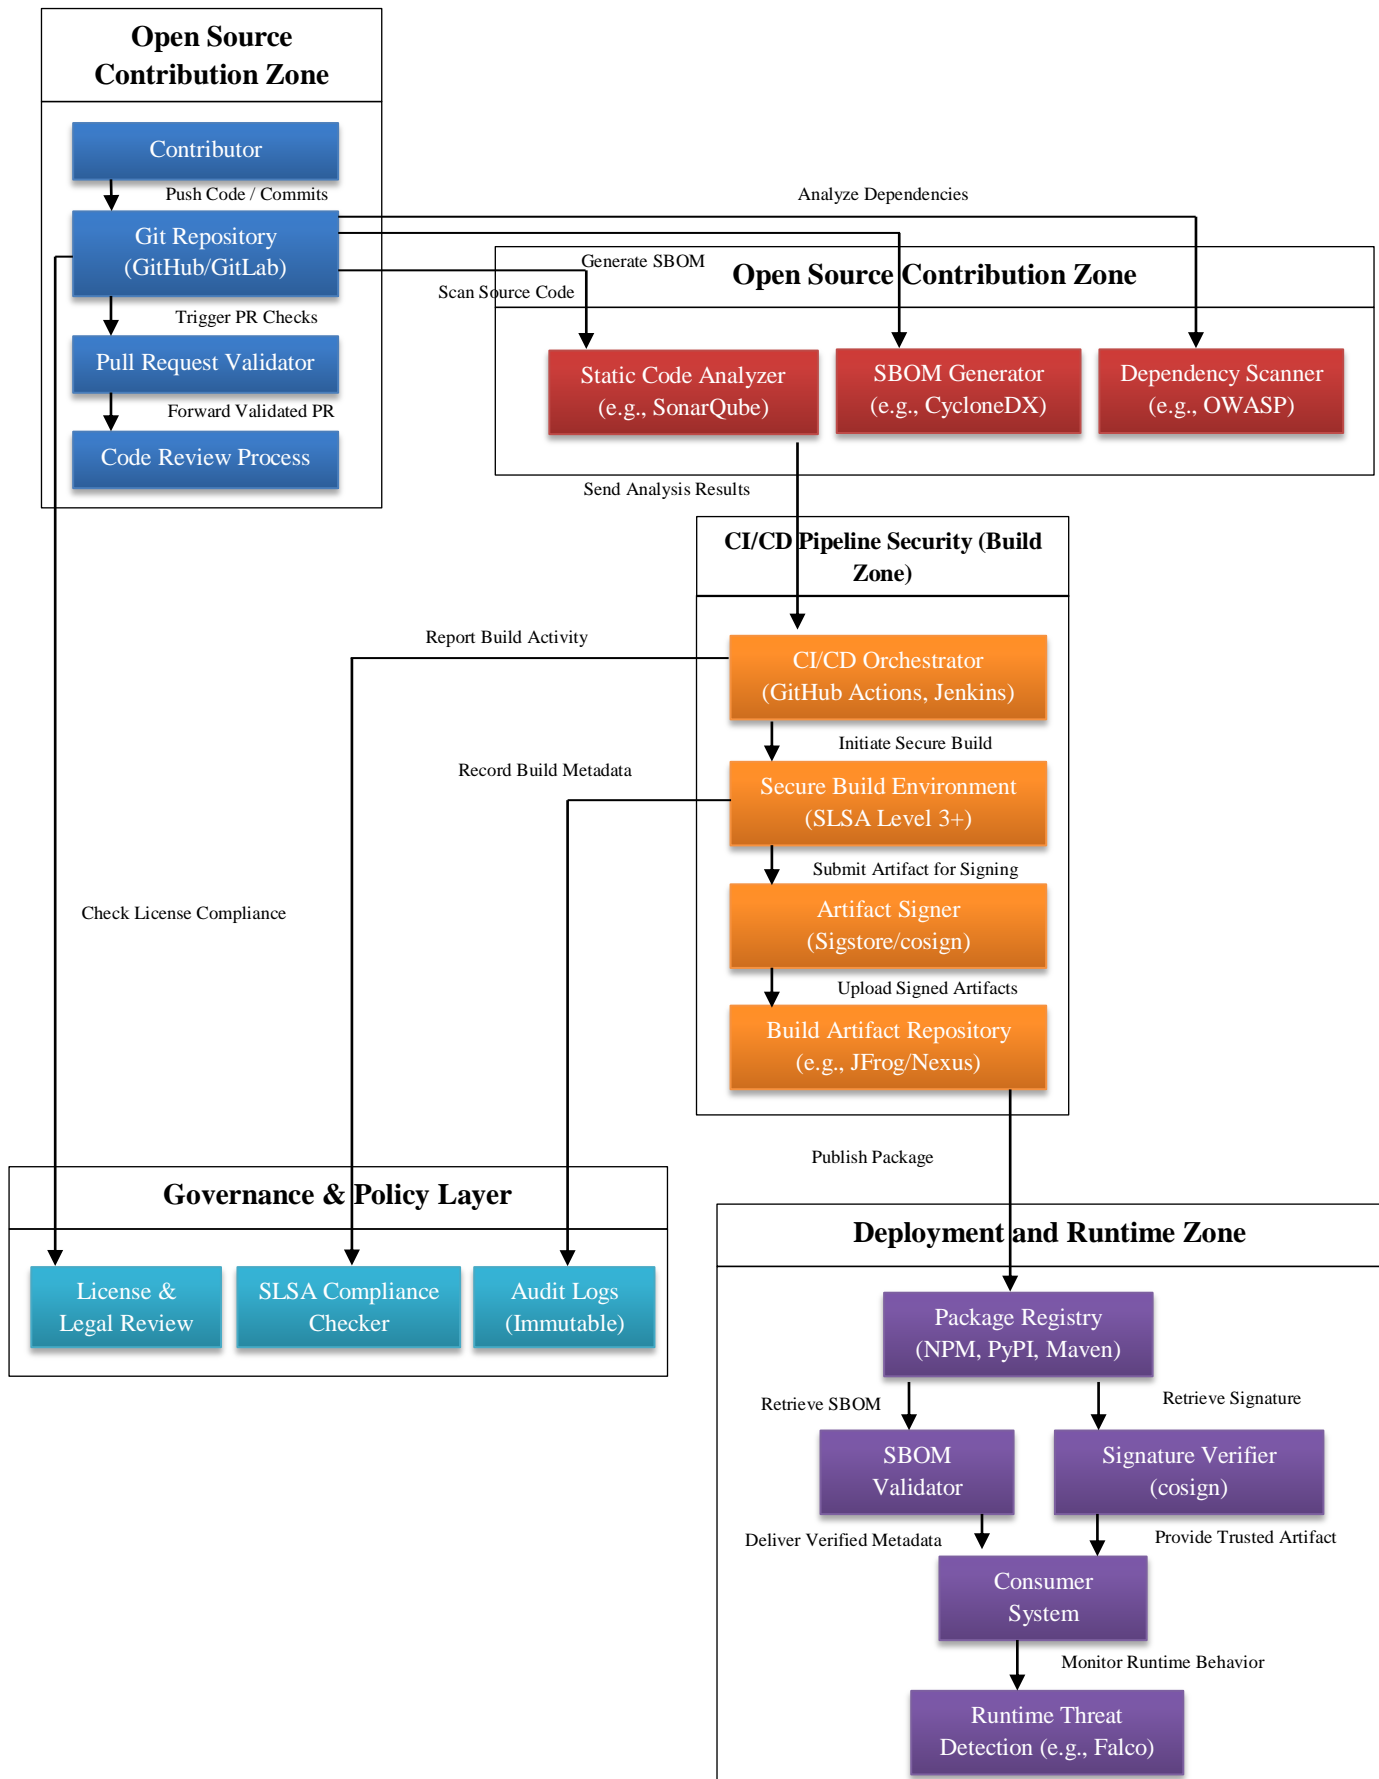 Open Source
Contribution Zone
Contributor
Push Code / Commits
Git Repository
(GitHub/GitLab)
Trigger PR Checks
Pull Request Validator
Forward Validated PR
Code Review Process
Analyze Dependencies
Generate SBOM
Scan Source Code
Open Source Contribution Zone
Static Code Analyzer
(e.g., SonarQube)
SBOM Generator
(e.g., CycloneDX)
Dependency Scanner
(e.g., OWASP)
Send Analysis Results
CI/CD Pipeline Security (Build
Zone)
Report Build Activity
CI/CD Orchestrator
(GitHub Actions, Jenkins)
Initiate Secure Build
Record Build Metadata
Secure Build Environment
(SLSA Level 3+)
Submit Artifact for Signing
Check License Compliance
Artifact Signer
(Sigstore/cosign)
Upload Signed Artifacts
Build Artifact Repository
(e.g., JFrog/Nexus)
Publish Package
Governance & Policy Layer
License &
Legal Review
SLSA Compliance
Checker
Audit Logs
(Immutable)
Deployment and Runtime Zone
Package Registry
(NPM, PyPI, Maven)
Retrieve SBOM
Retrieve Signature
SBOM
Validator
Signature Verifier
(cosign)
Deliver Verified Metadata
Provide Trusted Artifact
Consumer
System
Monitor Runtime Behavior
Runtime Threat
Detection (e.g., Falco)